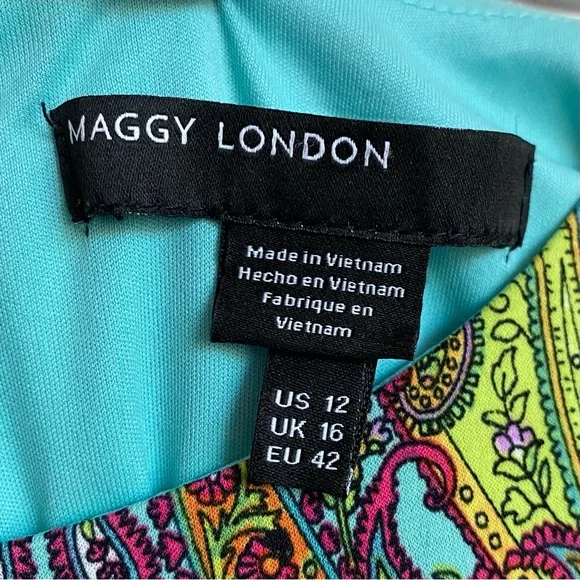 MAGGY LONDON
Made in Vietnam
Hecho en Vietnam
Fabrique en
Vietnam
US 12
UK 16
EU 42